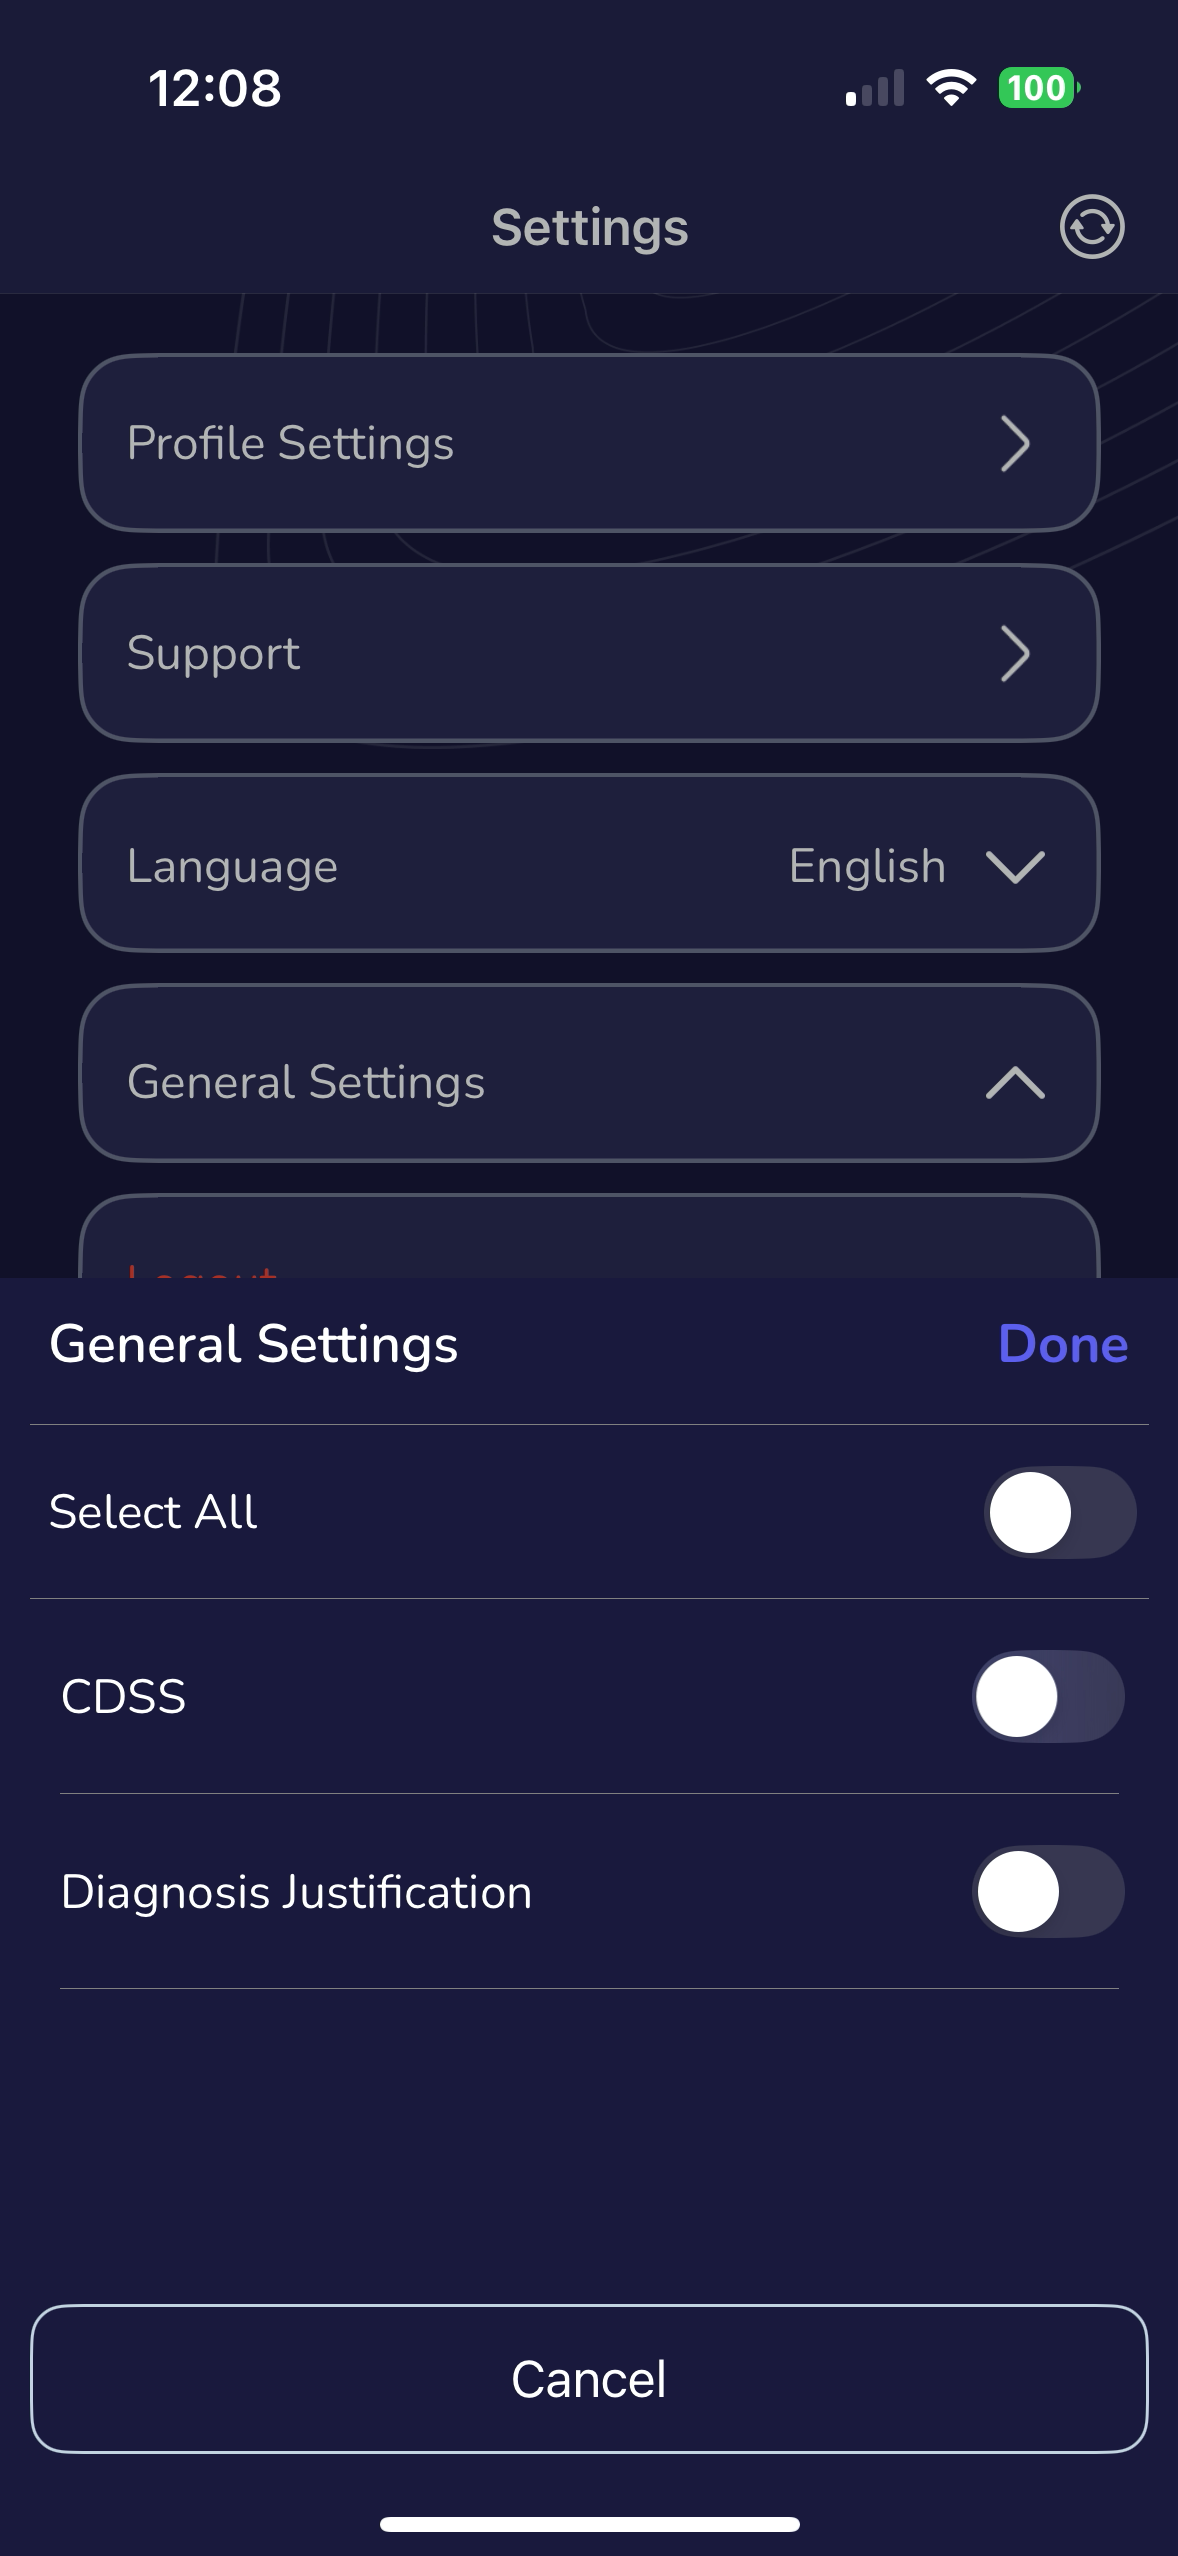 12:08
100
Settings
Profile Settings
Support
Language
English
General Settings
Logout
General Settings
Done
Select All
CDSS
Diagnosis Justification
Cancel